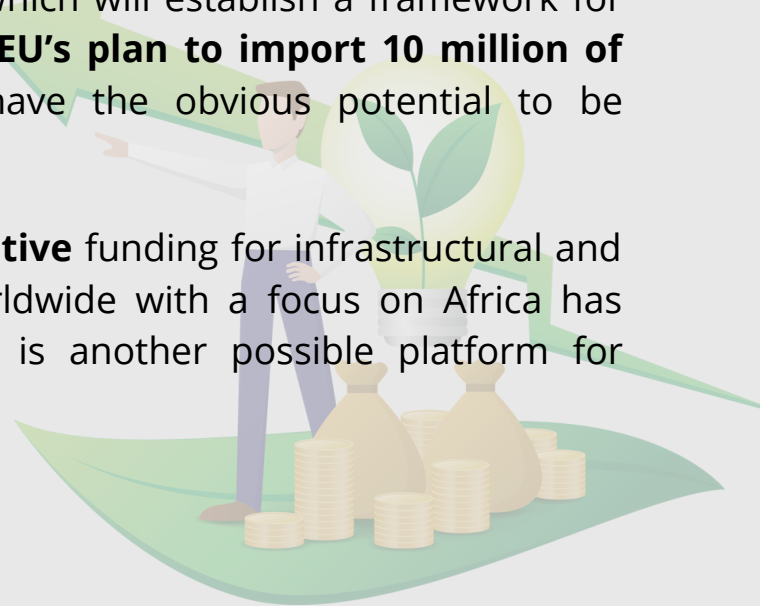 which will establish a framework for
EU's plan to import 10 million of
have the obvious potential to be
tive funding for infrastructural and
rldwide with a focus on Africa has
is another possible platform for